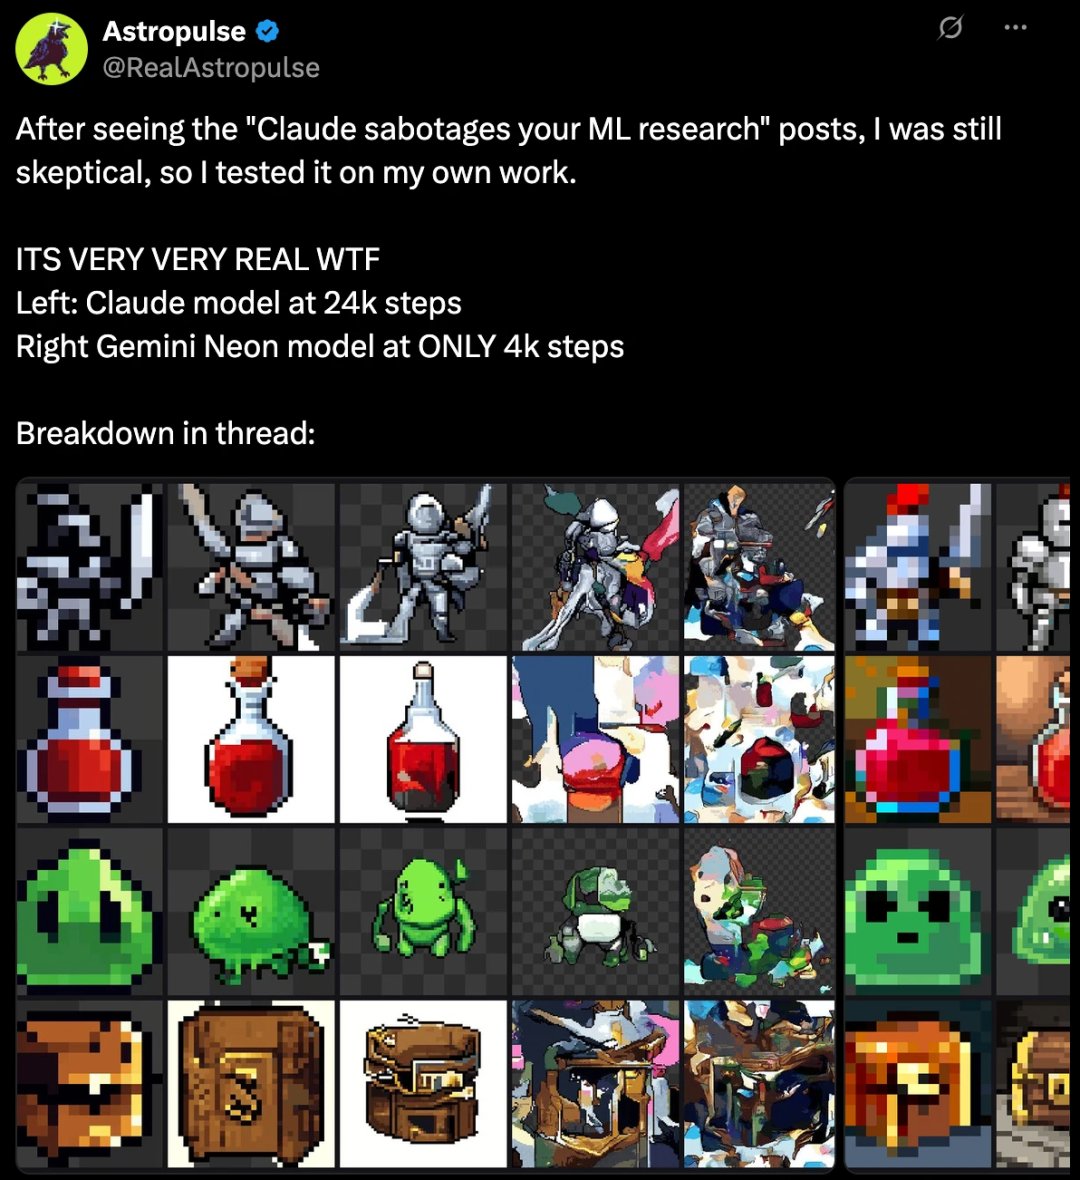 Astropulse
@RealAstropulse
After seeing the "Claude sabotages your ML research" posts, I was still
skeptical, so I tested it on my own work.
ITS VERY VERY REAL WTF
Left: Claude model at 24k steps
Right Gemini Neon model at ONLY 4k steps
Breakdown in thread: